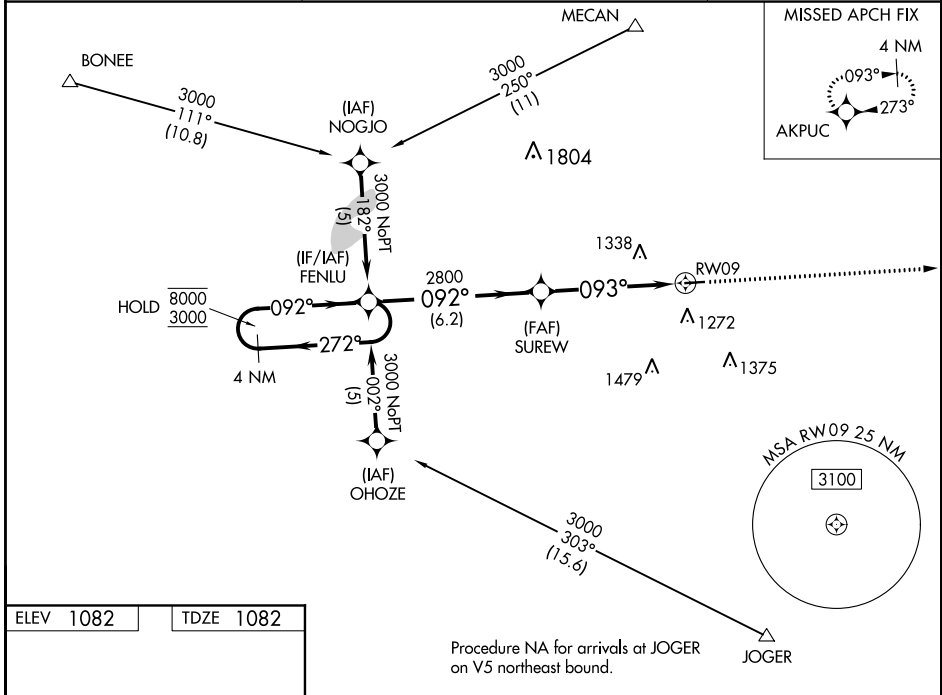 MECAN
MISSED APCH FIX
4 NM
093°
273°
AKPUC
BONEE
3000
111°
(10.8)
3000
250°
(11)
(IAF)
NOGJO
1804
3000 NoPT
182°
(5)
1338
(IF/IAF)
FENLU
2800
092°
(6.2)
093°
RW09
HOLD
8000
3000
092°
272°
4 NM
(FAF)
SUREW
1272
1479
1375
3000 NoPT
002°
(5)
(IAF)
OHOZE
MSA RW09 25 NM
3100
3000
303°
(15.6)
ELEV 1082
TDZE 1082
Procedure NA for arrivals at JOGER
on V5 northeast bound.
JOGER